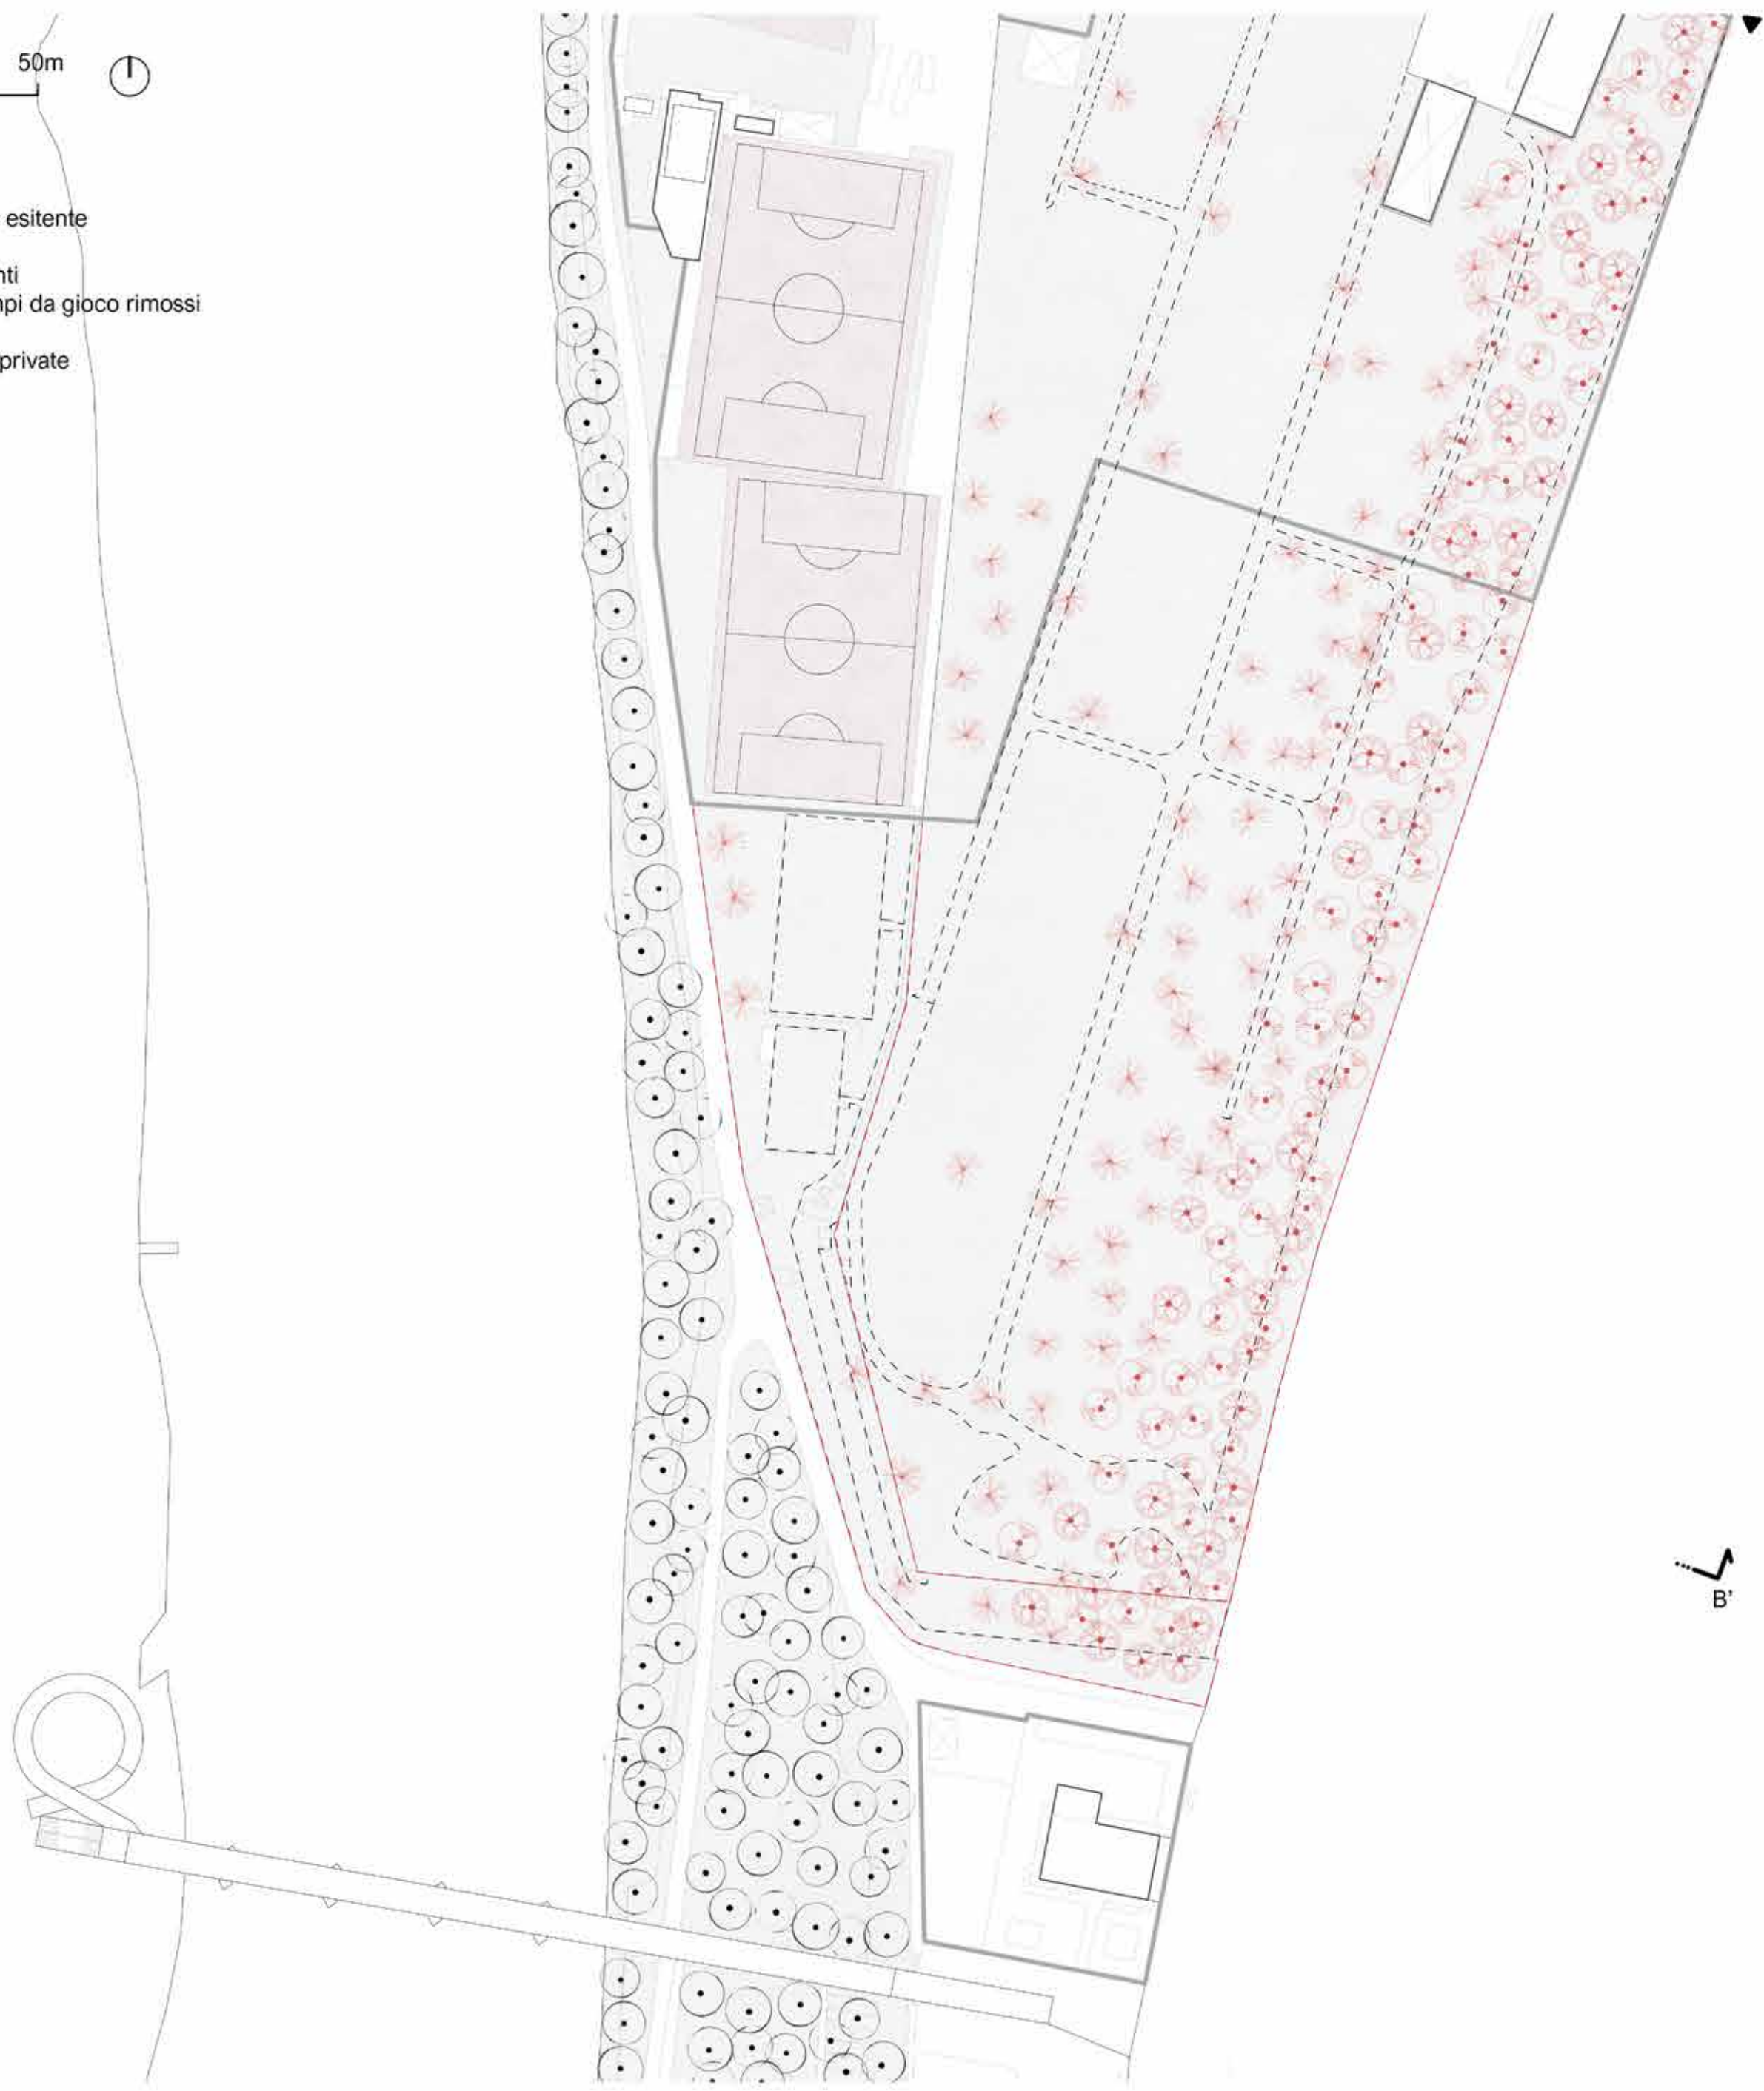 50m
esitente
nti
npi da gioco rimossi
private
B'